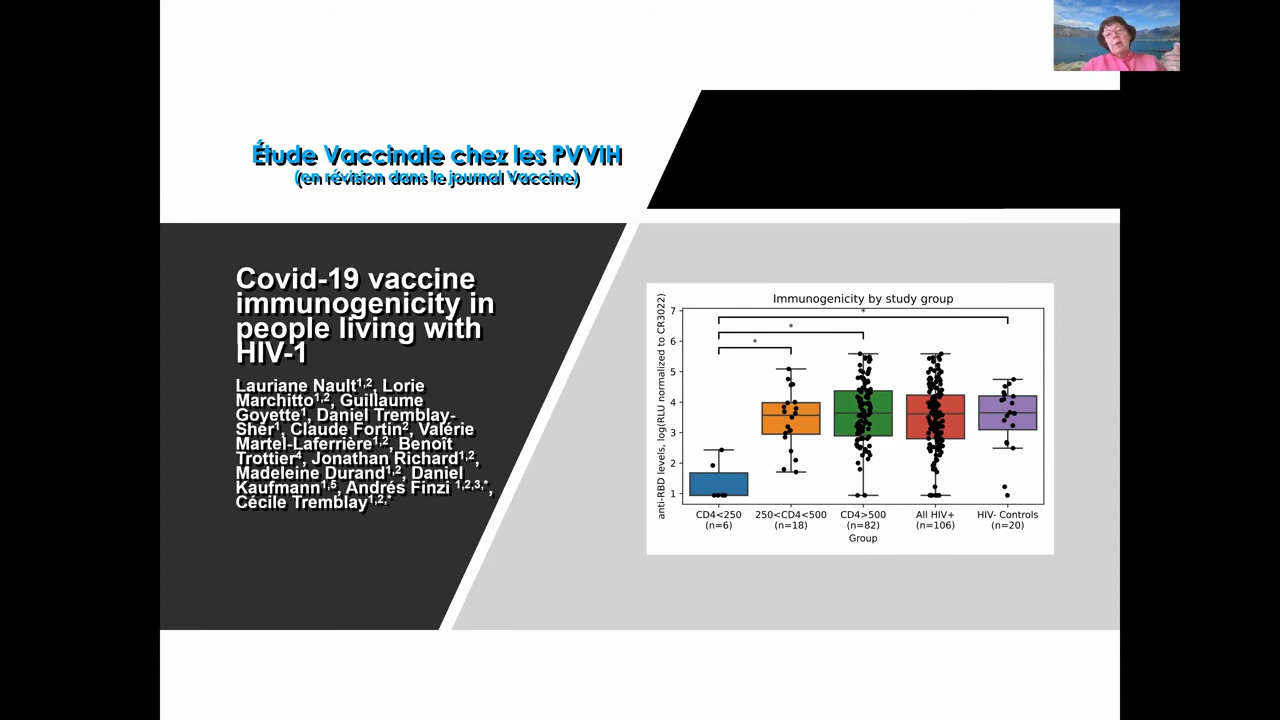 Étude Vaccinale chez les PVVIH
(en révision dans le journal Vaccine)
Covid-19 vaccine
immunogenicity in
people living with
HIV-1
Lauriane Nault1,2, Lorie
Marchitto1,2, Guillaume
Goyette1, Daniel Tremblay-
Sher1, Claude Fortin2, Valérie
Martel-Laferrière1,2, Benoît
Trottier4, Jonathan Richard1,2,
Madeleine Durand1,2, Daniel
Kaufmann1,5, Andrés Finzi 1,2,3,*,
Cécile Tremblay1,2,*
Immunogenicity by study group
anti-RBD levels, log(RLU normalized to CR3022)
7
6
5
4
3
2
1
*
*
*
CD4<250 250<CD4<500 CD4>500 All HIV+ HIV- Controls
(n=6) (n=18) (n=82) (n=106) (n=20)
Group